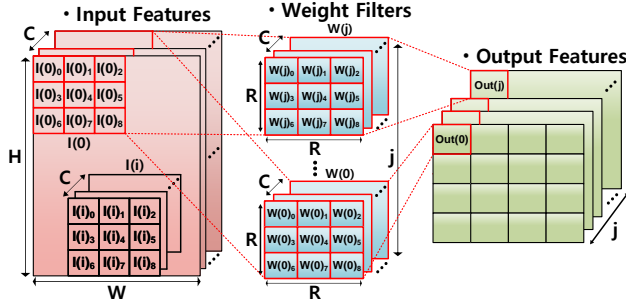 • Input Features
• Weight Filters
• Output Features
C
I(0)₀ I(0)₁ I(0)₂
I(0)₃ I(0)₄ I(0)₅
I(0)₆ I(0)₇ I(0)₈
I(0)
H
I(i)
C
I(i)₀ I(i)₁ I(i)₂
I(i)₃ I(i)₄ I(i)₅
I(i)₆ I(i)₇ I(i)₈
W
C
W(j)
W(j)₀ W(j)₁ W(j)₂
W(j)₃ W(j)₄ W(j)₅
W(j)₆ W(j)₇ W(j)₈
R
R
j
C
W(0)
W(0)₀ W(0)₁ W(0)₂
W(0)₃ W(0)₄ W(0)₅
W(0)₆ W(0)₇ W(0)₈
R
R
Out(j)
Out(0)
j